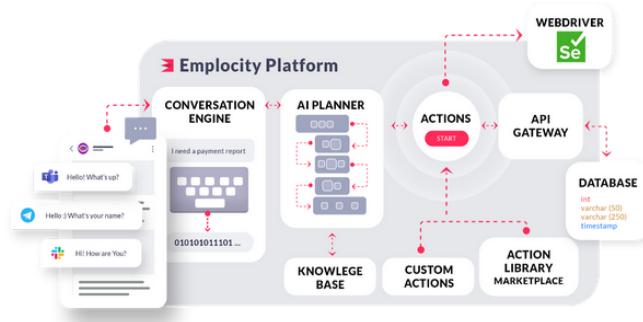 WEBDRIVER
Se
Emplocity Platform
CONVERSATION
ENGINE
I need a payment report
010101011101 ...
AI PLANNER
ACTIONS
START
API
GATEWAY
DATABASE
int
varchar (50)
varchar (250)
timestamp
Hello! What's up?
Hello :) What's your name?
Hi! How are You?
KNOWLEGE
BASE
CUSTOM
ACTIONS
ACTION
LIBRARY
MARKETPLACE